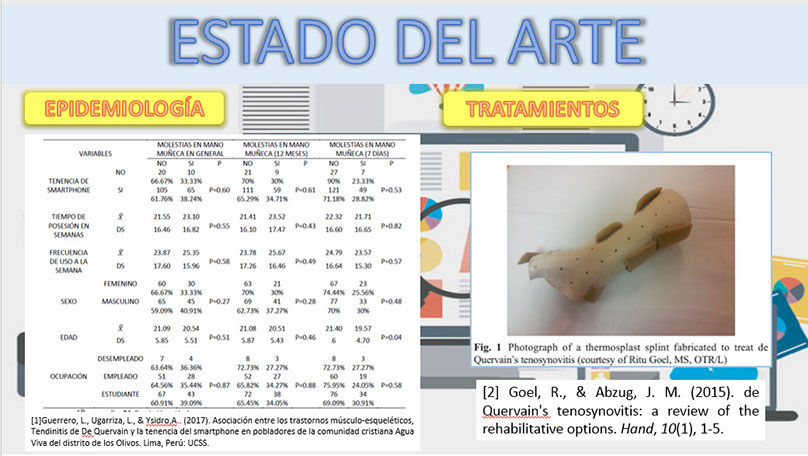 ESTADO DEL ARTE
EPIDEMIOLOGÍA
TRATAMIENTOS
VARIABLES MOLESTIAS EN MANO MUÑECA EN GENERAL MOLESTIAS EN MANO MUÑECA (12 MESES) MOLESTIAS EN MANO MUÑECA (7 DÍAS)
NO SI P NO SI P NO SI P
TENENCIA DE SMARTPHONE NO 20 10 21 9 27 7
66.67% 33.33% 70% 30% 90% 23.33%
SI 105 65 P=0.60 111 59 P=0.61 121 49 P=0.53
61.76% 38.24% 65.29% 34.71% 71.18% 28.82%
TIEMPO DE POSESIÓN EN SEMANAS X̄ 21.55 23.10 P=0.55 21.41 23.52 P=0.43 22.32 21.71 P=0.82
DS 16.46 16.82 16.10 17.47 16.60 16.65
FRECUENCIA DE USO A LA SEMANA X̄ 23.87 25.35 P=0.58 23.78 25.67 P=0.49 24.79 23.57 P=0.57
DS 17.60 15.96 17.26 16.46 16.64 15.30
SEXO FEMENINO 60 30 63 21 67 23
66.67% 33.33% 70% 30% 74.44% 25.56%
MASCULINO 65 45 P=0.27 69 41 P=0.28 77 33 P=0.48
59.09% 40.91% 62.73% 37.27% 70% 30%
EDAD X̄ 21.09 20.54 P=0.51 21.08 20.51 P=0.46 21.40 19.57 P=0.04
DS 5.85 5.51 5.87 5.43 6 4.70
OCUPACIÓN DESEMPLEADO 7 4 8 3 8 3
63.64% 36.36% 72.73% 27.27% 72.73% 27.27%
EMPLEADO 51 28 52 27 60 19
64.56% 35.44% P=0.87 65.82% 34.27% P=0.88 75.95% 24.05% P=0.58
ESTUDIANTE 67 43 72 38 76 34
60.91% 39.09% 65.45% 34.05% 69.09% 30.91%
[1]Guerrero, L., Ugarriza, L., & Ysidro,A.. (2017). Asociación entre los trastornos músculo-esqueléticos,
Tendinitis de De Quervain y la tenencia del smartphone en pobladores de la comunidad cristiana Agua
Viva del distrito de los Olivos. Lima, Perú: UCSS.
Fig. 1 Photograph of a thermoplast splint fabricated to treat de
Quervain's tenosynovitis (courtesy of Ritu Goel, MS, OTR/L)
[2] Goel, R., & Abzug, J. M. (2015). de
Quervain's tenosynovitis: a review of the
rehabilitative options. Hand, 10(1), 1-5.